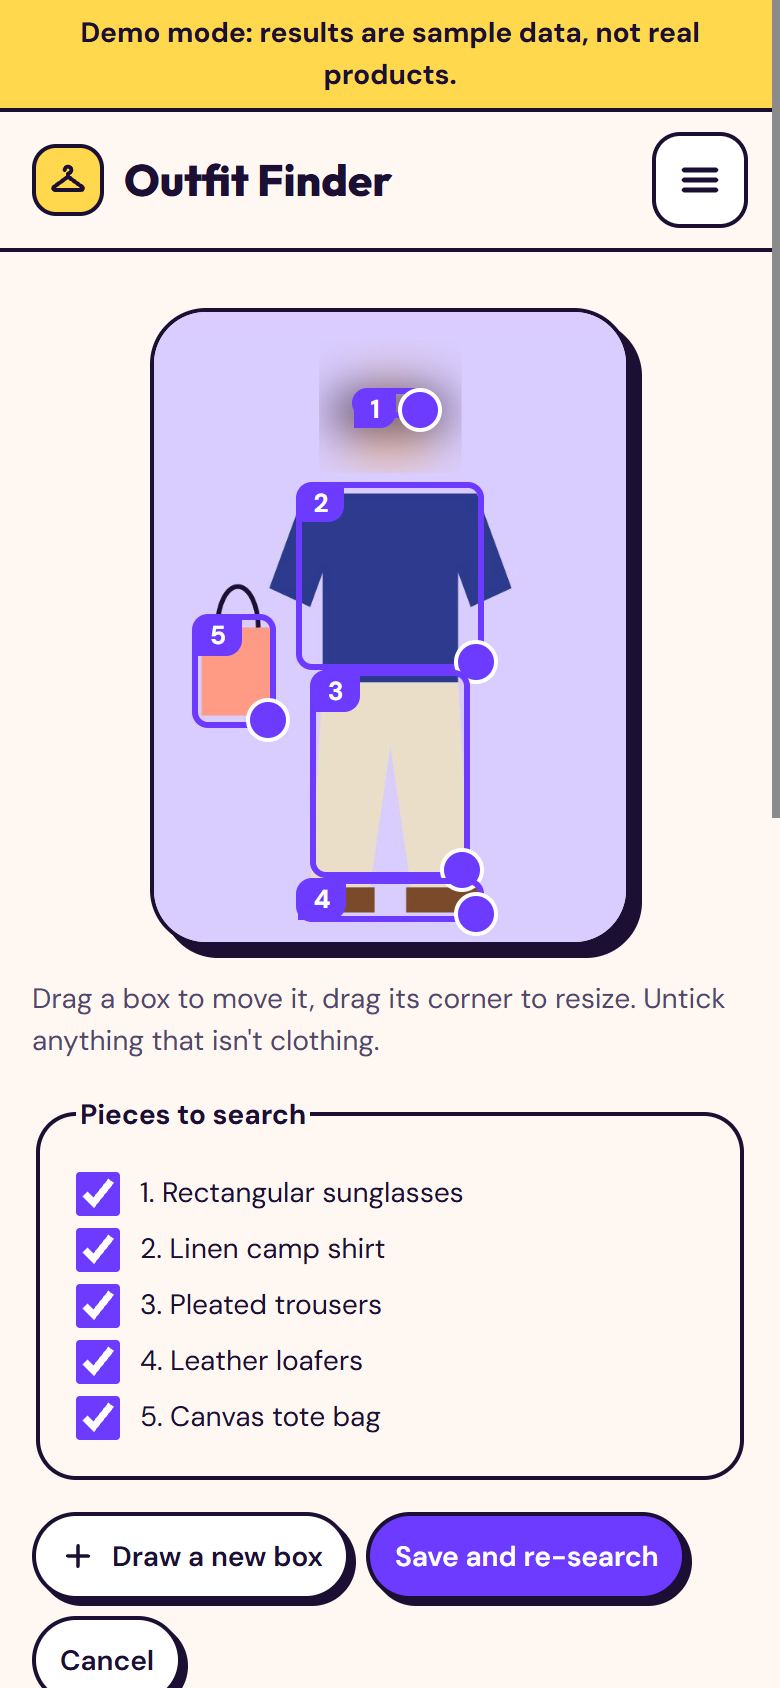 Demo mode: results are sample data, not real
products.
Outfit Finder
1
2
5
3
4
Drag a box to move it, drag its corner to resize. Untick
anything that isn't clothing.
Pieces to search
1. Rectangular sunglasses
2. Linen camp shirt
3. Pleated trousers
4. Leather loafers
5. Canvas tote bag
Draw a new box
Save and re-search
Cancel